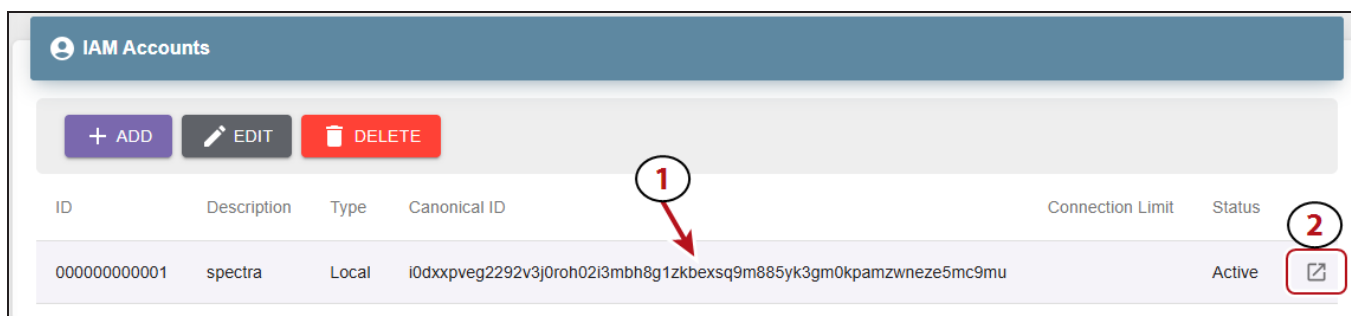 IAM Accounts
+ ADD EDIT DELETE
1
ID Description Type Canonical ID Connection Limit Status
2
000000000001 spectra Local i0dxxpveg2292v3j0roh02i3mbh8g1zkbexsq9m885yk3gm0kpamzwneze5mc9mu Active